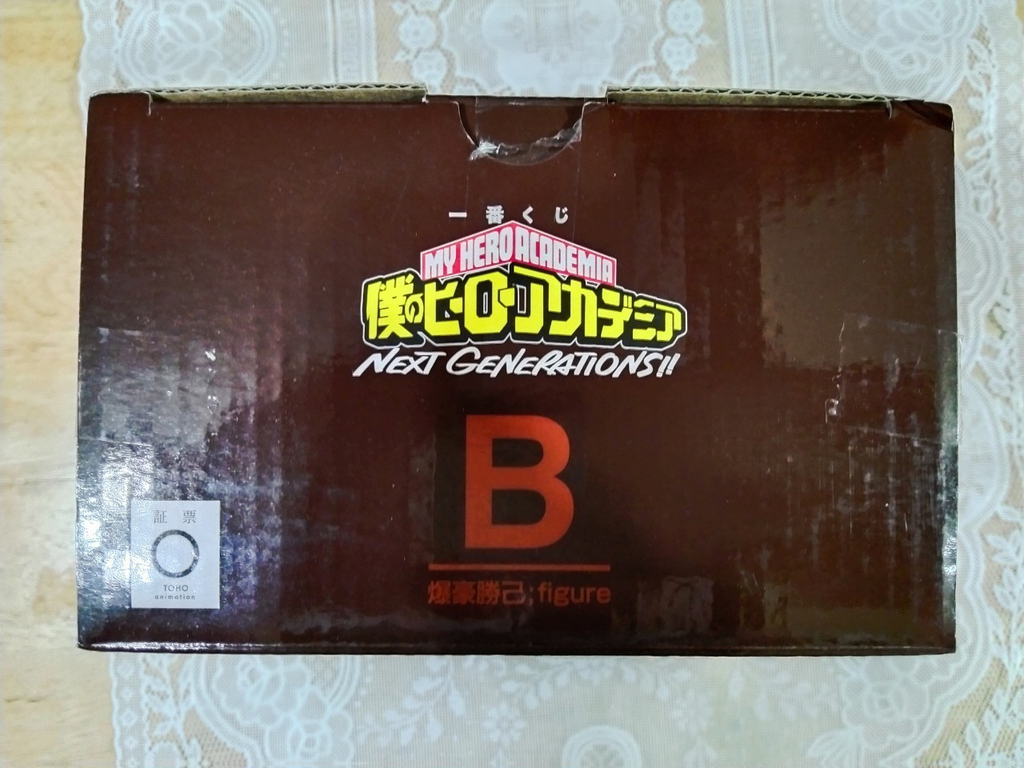 一番くじ
MY HERO ACADEMIA
僕のヒーローアカデミア
NEXT GENERATIONS!!
B
爆豪勝己;figure
証票
TOHO
animation